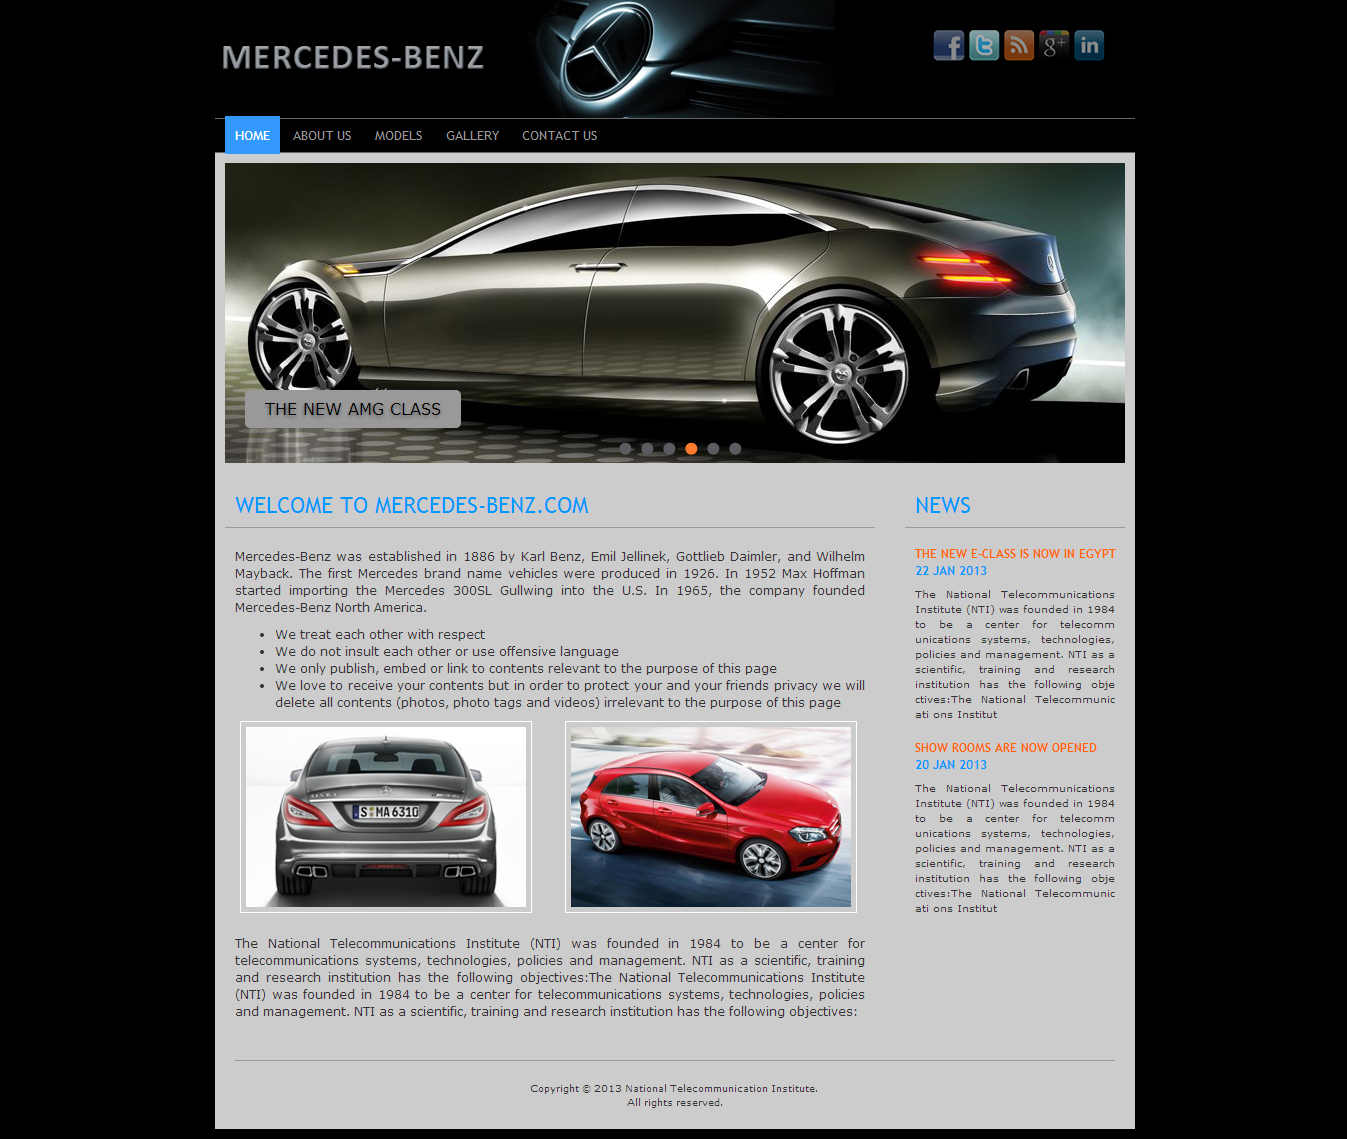 MERCEDES-BENZ
HOME ABOUT US MODELS GALLERY CONTACT US
THE NEW AMG CLASS
WELCOME TO MERCEDES-BENZ.COM
Mercedes-Benz was established in 1886 by Karl Benz, Emil Jellinek, Gottlieb Daimler, and Wilhelm
Mayback. The first Mercedes brand name vehicles were produced in 1926. In 1952 Max Hoffman
started importing the Mercedes 300SL Gullwing into the U.S. In 1965, the company founded
Mercedes-Benz North America.
• We treat each other with respect
• We do not insult each other or use offensive language
• We only publish, embed or link to contents relevant to the purpose of this page
• We love to receive your contents but in order to protect your and your friends privacy we will
delete all contents (photos, photo tags and videos) irrelevant to the purpose of this page
S MA 6310
The National Telecommunications Institute (NTI) was founded in 1984 to be a center for
telecommunications systems, technologies, policies and management. NTI as a scientific, training
and research institution has the following objectives:The National Telecommunications Institute
(NTI) was founded in 1984 to be a center for telecommunications systems, technologies, policies
and management. NTI as a scientific, training and research institution has the following objectives:
NEWS
THE NEW E-CLASS IS NOW IN EGYPT
22 JAN 2013
The National Telecommunications
Institute (NTI) was founded in 1984
to be a center for telecomm
unications systems, technologies,
policies and management. NTI as a
scientific, training and research
institution has the following obje
ctives:The National Telecommunic
ati ons Institut
SHOW ROOMS ARE NOW OPENED
20 JAN 2013
The National Telecommunications
Institute (NTI) was founded in 1984
to be a center for telecomm
unications systems, technologies,
policies and management. NTI as a
scientific, training and research
institution has the following obje
ctives:The National Telecommunic
ati ons Institut
Copyright © 2013 National Telecommunication Institute.
All rights reserved.